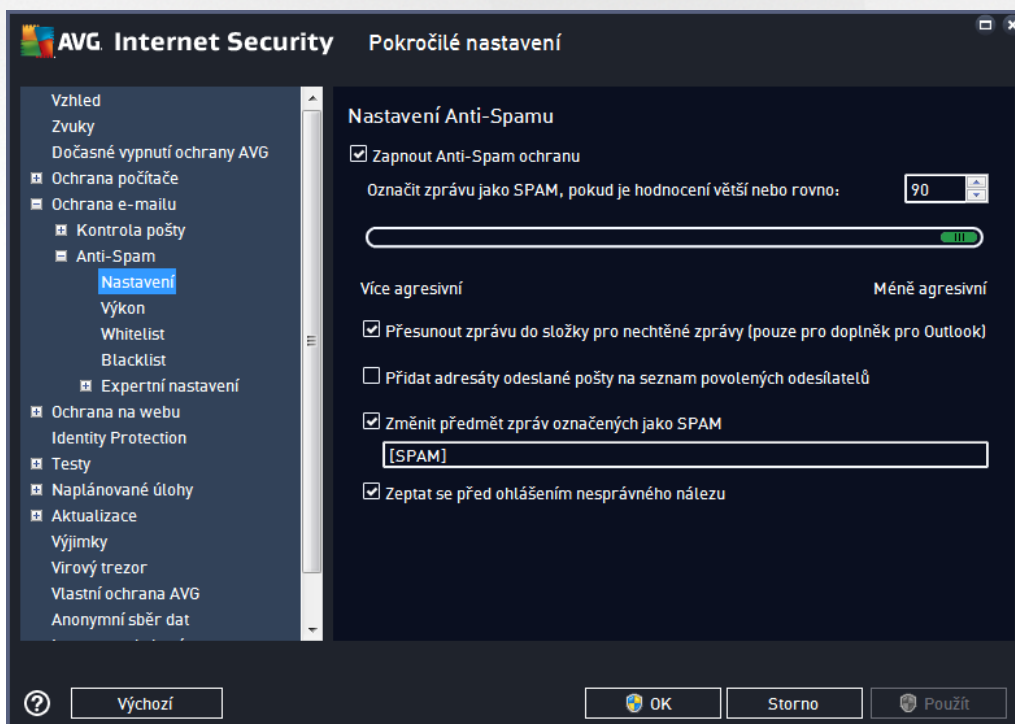 AVG. Internet Security Pokročilé nastavení
Vzhled
Zvuky
Dočasné vypnutí ochrany AVG
Ochrana počítače
Ochrana e-mailu
Kontrola pošty
Anti-Spam
Nastavení
Výkon
Whitelist
Blacklist
Expertní nastavení
Ochrana na webu
Identity Protection
Testy
Naplánované úlohy
Aktualizace
Výjimky
Virový trezor
Vlastní ochrana AVG
Anonymní sběr dat
Nastavení Anti-Spamu
Zapnout Anti-Spam ochranu
Označit zprávu jako SPAM, pokud je hodnocení větší nebo rovno: 90
Více agresivní Méně agresivní
Přesunout zprávu do složky pro nechtěné zprávy (pouze pro doplněk pro Outlook)
Přidat adresáty odeslané pošty na seznam povolených odesílatelů
Změnit předmět zpráv označených jako SPAM
[SPAM]
Zeptat se před ohlášením nesprávného nálezu
? Výchozí OK Storno Použít